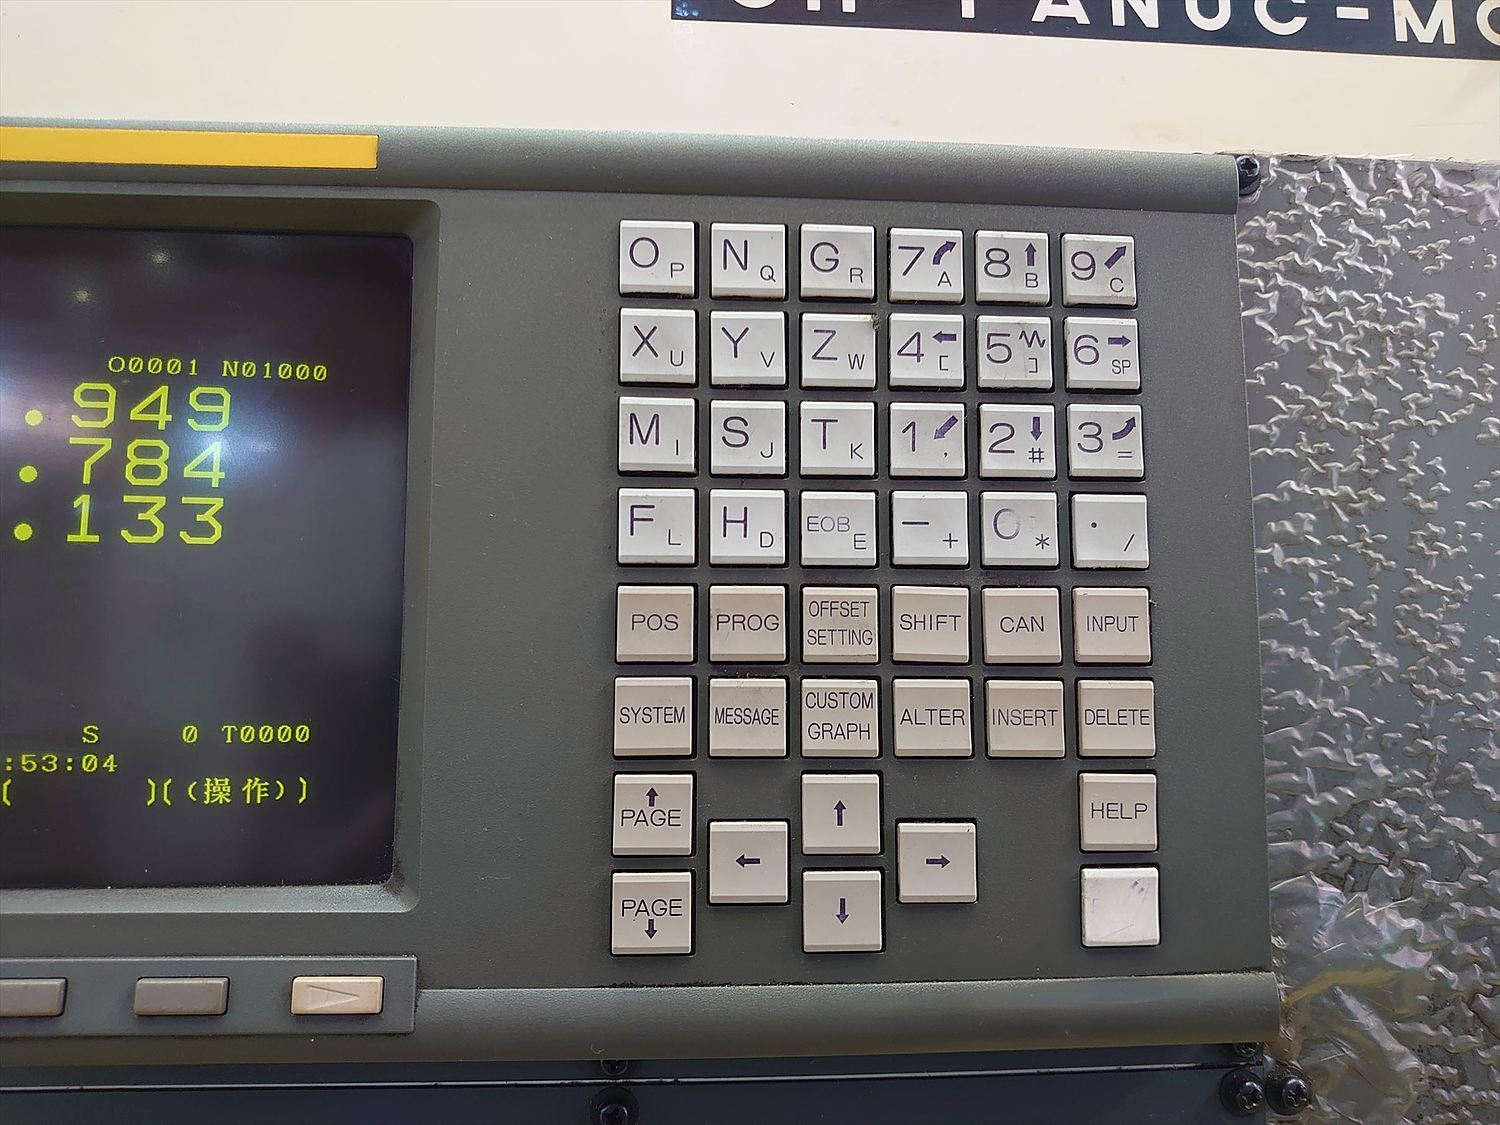 FANUC-M
O0001 N01000
.949
.784
.133
S 0 T0000
:53:04
( )((操作))
O P N Q G R 7 A 8 B 9 C
X U Y V Z W 4 [ 5 ] 6 SP
M I S J T K 1 , 2 # 3 =
F L H D EOB E - + 0 * . /
POS PROG OFFSET SETTING SHIFT CAN INPUT
SYSTEM MESSAGE CUSTOM GRAPH ALTER INSERT DELETE
↑ PAGE ↑ HELP
← →
PAGE ↓ ↓